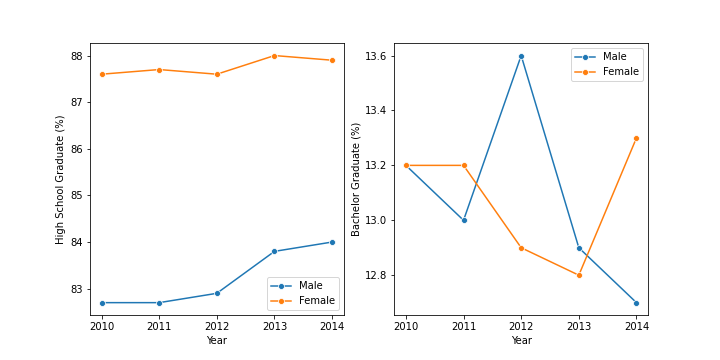 High School Graduate (%)
88
87
86
85
84
83
2010 2011 2012 2013 2014
Year
Male
Female
Bachelor Graduate (%)
13.6
13.4
13.2
13.0
12.8
2010 2011 2012 2013 2014
Year
Male
Female